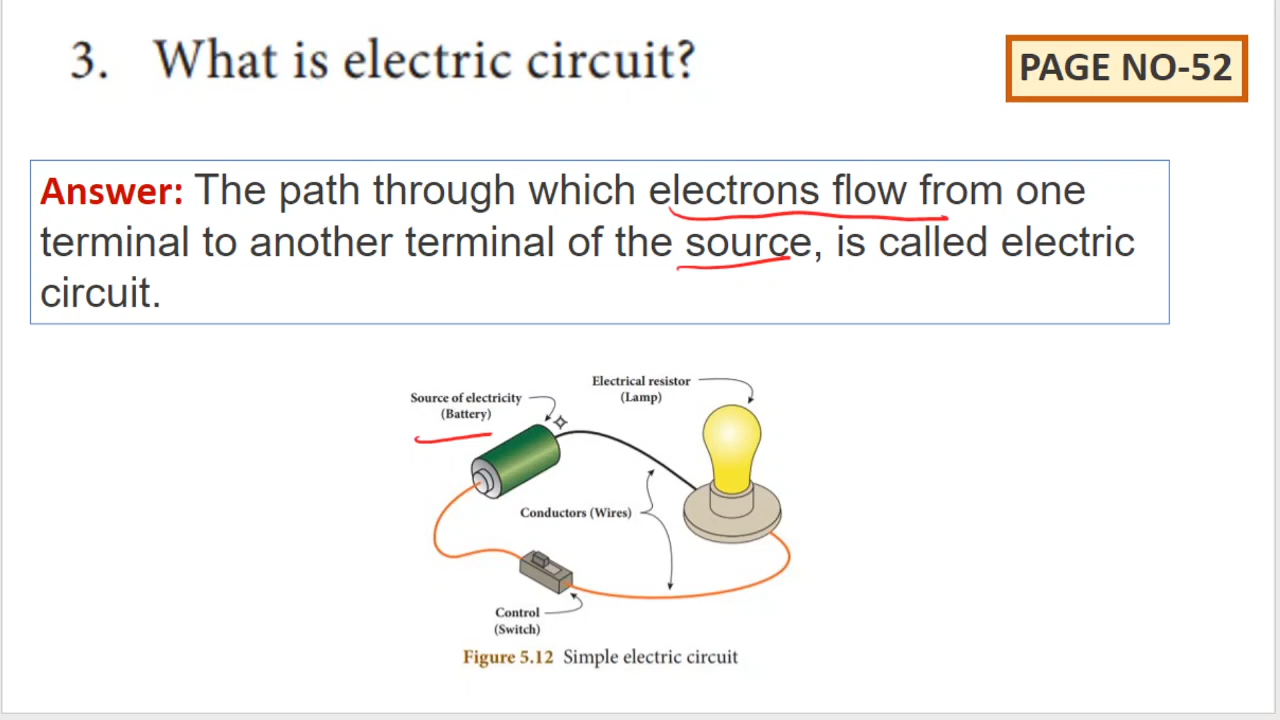 3. What is electric circuit?
PAGE NO-52
Answer: The path through which electrons flow from one
terminal to another terminal of the source, is called electric
circuit.
Electrical resistor
(Lamp)
Source of electricity
(Battery)
Conductors (Wires)
Control
(Switch)
Figure 5.12 Simple electric circuit